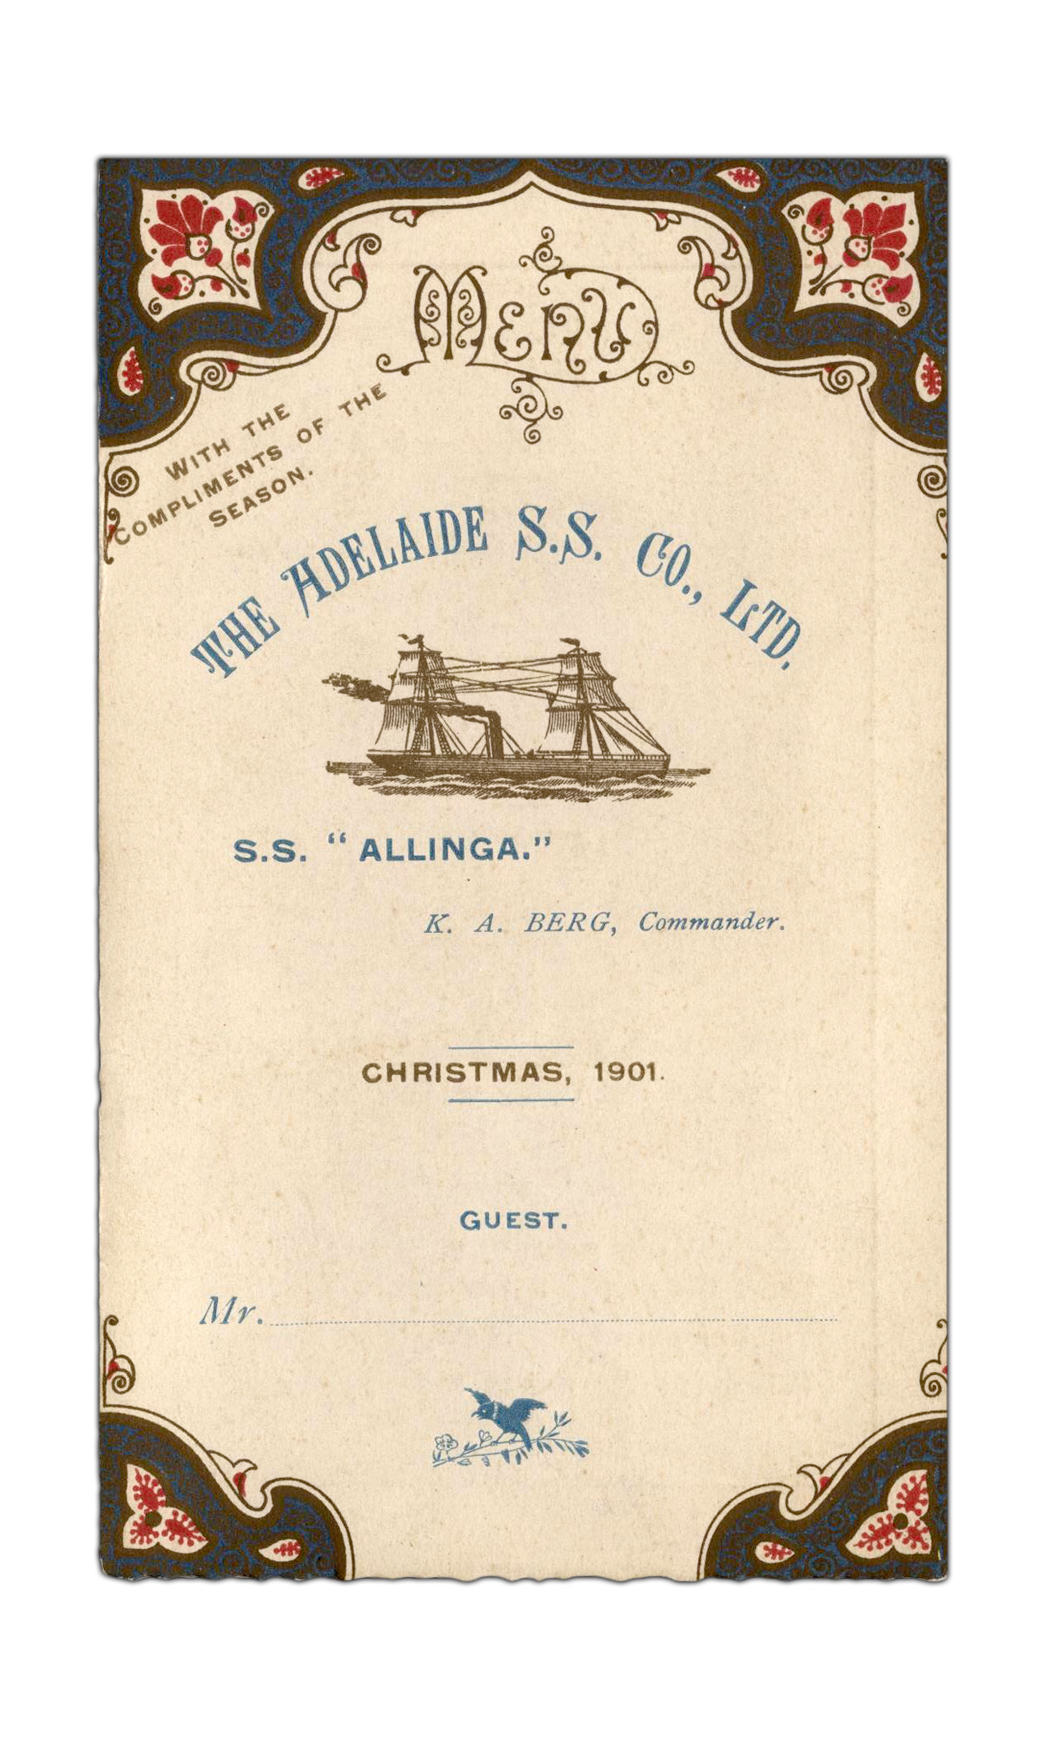 Menu
WITH THE
COMPLIMENTS OF THE
SEASON.
THE ADELAIDE S.S. CO., LTD.
S.S. "ALLINGA."
K. A. BERG, Commander.
CHRISTMAS, 1901.
GUEST.
Mr.